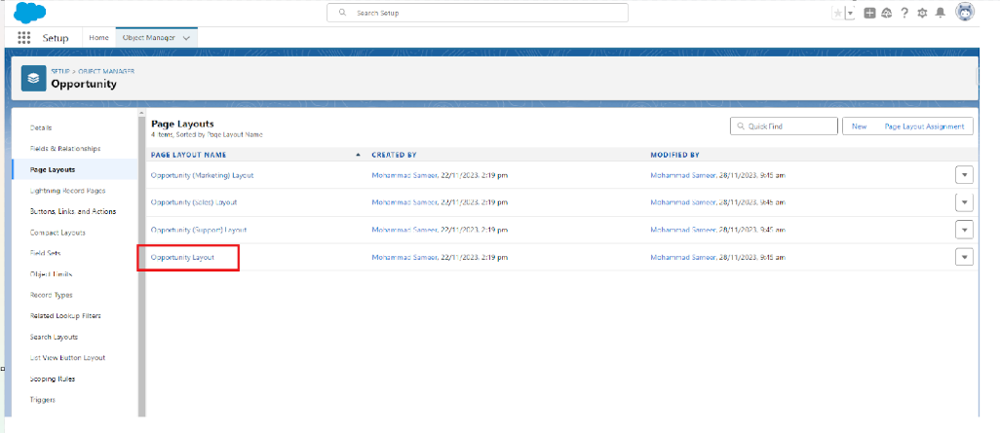 Search Setup
Setup Home Object Manager
SETUP > OBJECT MANAGER
Opportunity
Details
Fields & Relationships
Page Layouts
Lightning Record Pages
Buttons, Links, and Actions
Compact Layouts
Field Sets
Object Limits
Record Types
Related Lookup Filters
Search Layouts
List View Button Layout
Scoping Rules
Triggers
Page Layouts
4 Items, Sorted by Page Layout Name
Quick Find New Page Layout Assignment
PAGE LAYOUT NAME CREATED BY MODIFIED BY
Opportunity (Marketing) Layout Mohammad Sameer, 22/11/2023, 2:19 pm Mohammad Sameer, 28/11/2023, 9:45 am
Opportunity (Sales) Layout Mohammad Sameer, 22/11/2023, 2:19 pm Mohammad Sameer, 28/11/2023, 9:45 am
Opportunity (Support) Layout Mohammad Sameer, 22/11/2023, 2:19 pm Mohammad Sameer, 28/11/2023, 9:45 am
Opportunity Layout Mohammad Sameer, 22/11/2023, 2:19 pm Mohammad Sameer, 28/11/2023, 9:45 am